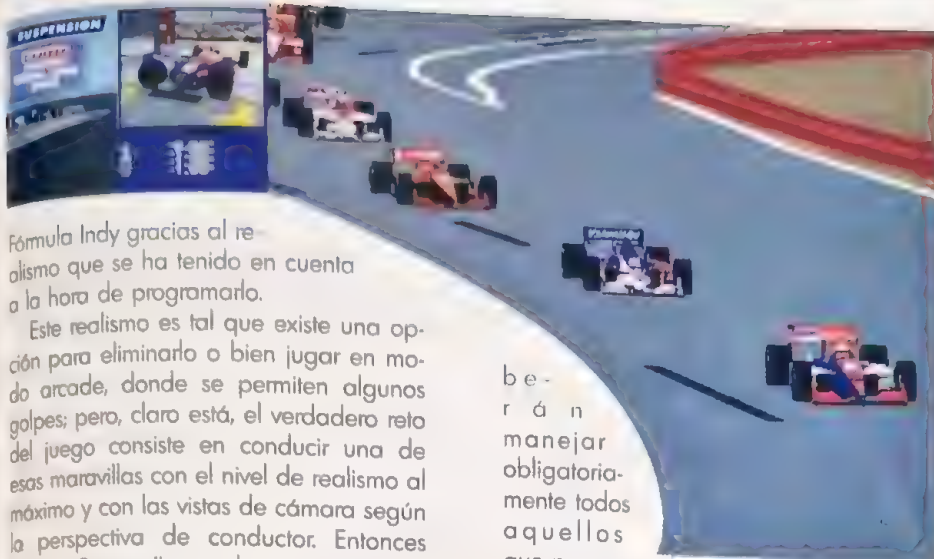 SUSPENSION
Fórmula Indy gracias al re-
alismo que se ha tenido en cuenta
a la hora de programarlo.
Este realismo es tal que existe una op-
ción para eliminarlo o bien jugar en mo-
do arcade, donde se permiten algunos
golpes; pero, claro está, el verdadero reto
del juego consiste en conducir una de
esas maravillas con el nivel de realismo al
máximo y con las vistas de cámara según
la perspectiva de conductor. Entonces
be-
rán
manejar
obligatoria-
mente todos
aquellos